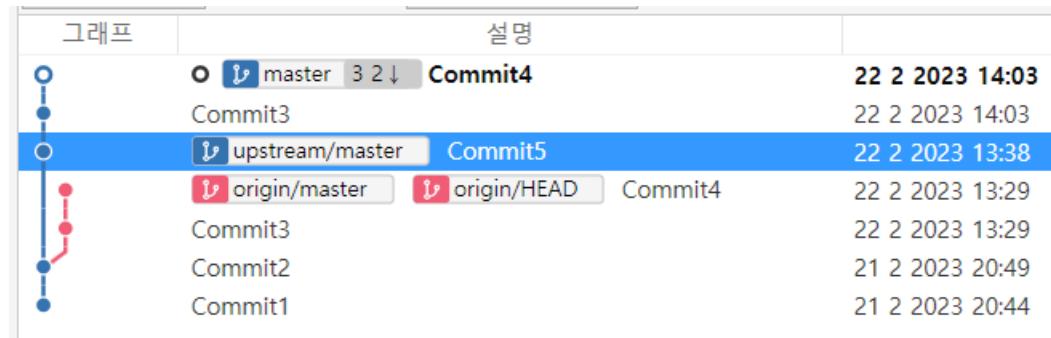 그래프 설명
master 3 2↓ Commit4 22 2 2023 14:03
Commit3 22 2 2023 14:03
upstream/master Commit5 22 2 2023 13:38
origin/master origin/HEAD Commit4 22 2 2023 13:29
Commit3 22 2 2023 13:29
Commit2 21 2 2023 20:49
Commit1 21 2 2023 20:44